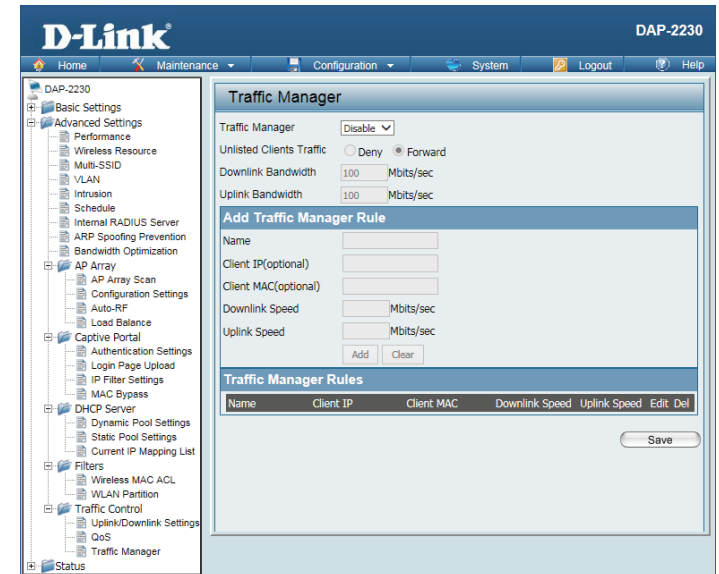 D-Link®
DAP-2230
Home Maintenance Configuration System Logout Help
DAP-2230
Basic Settings
Advanced Settings
Performance
Wireless Resource
Multi-SSID
VLAN
Intrusion
Schedule
Internal RADIUS Server
ARP Spoofing Prevention
Bandwidth Optimization
AP Array
AP Array Scan
Configuration Settings
Auto-RF
Load Balance
Captive Portal
Authentication Settings
Login Page Upload
IP Filter Settings
MAC Bypass
DHCP Server
Dynamic Pool Settings
Static Pool Settings
Current IP Mapping List
Filters
Wireless MAC ACL
WLAN Partition
Traffic Control
Uplink/Downlink Settings
QoS
Traffic Manager
Status
Traffic Manager
Traffic Manager Disable
Unlisted Clients Traffic Deny Forward
Downlink Bandwidth 100 Mbits/sec
Uplink Bandwidth 100 Mbits/sec
Add Traffic Manager Rule
Name
Client IP(optional)
Client MAC(optional)
Downlink Speed Mbits/sec
Uplink Speed Mbits/sec
Add Clear
Traffic Manager Rules
Name Client IP Client MAC Downlink Speed Uplink Speed Edit Del
Save